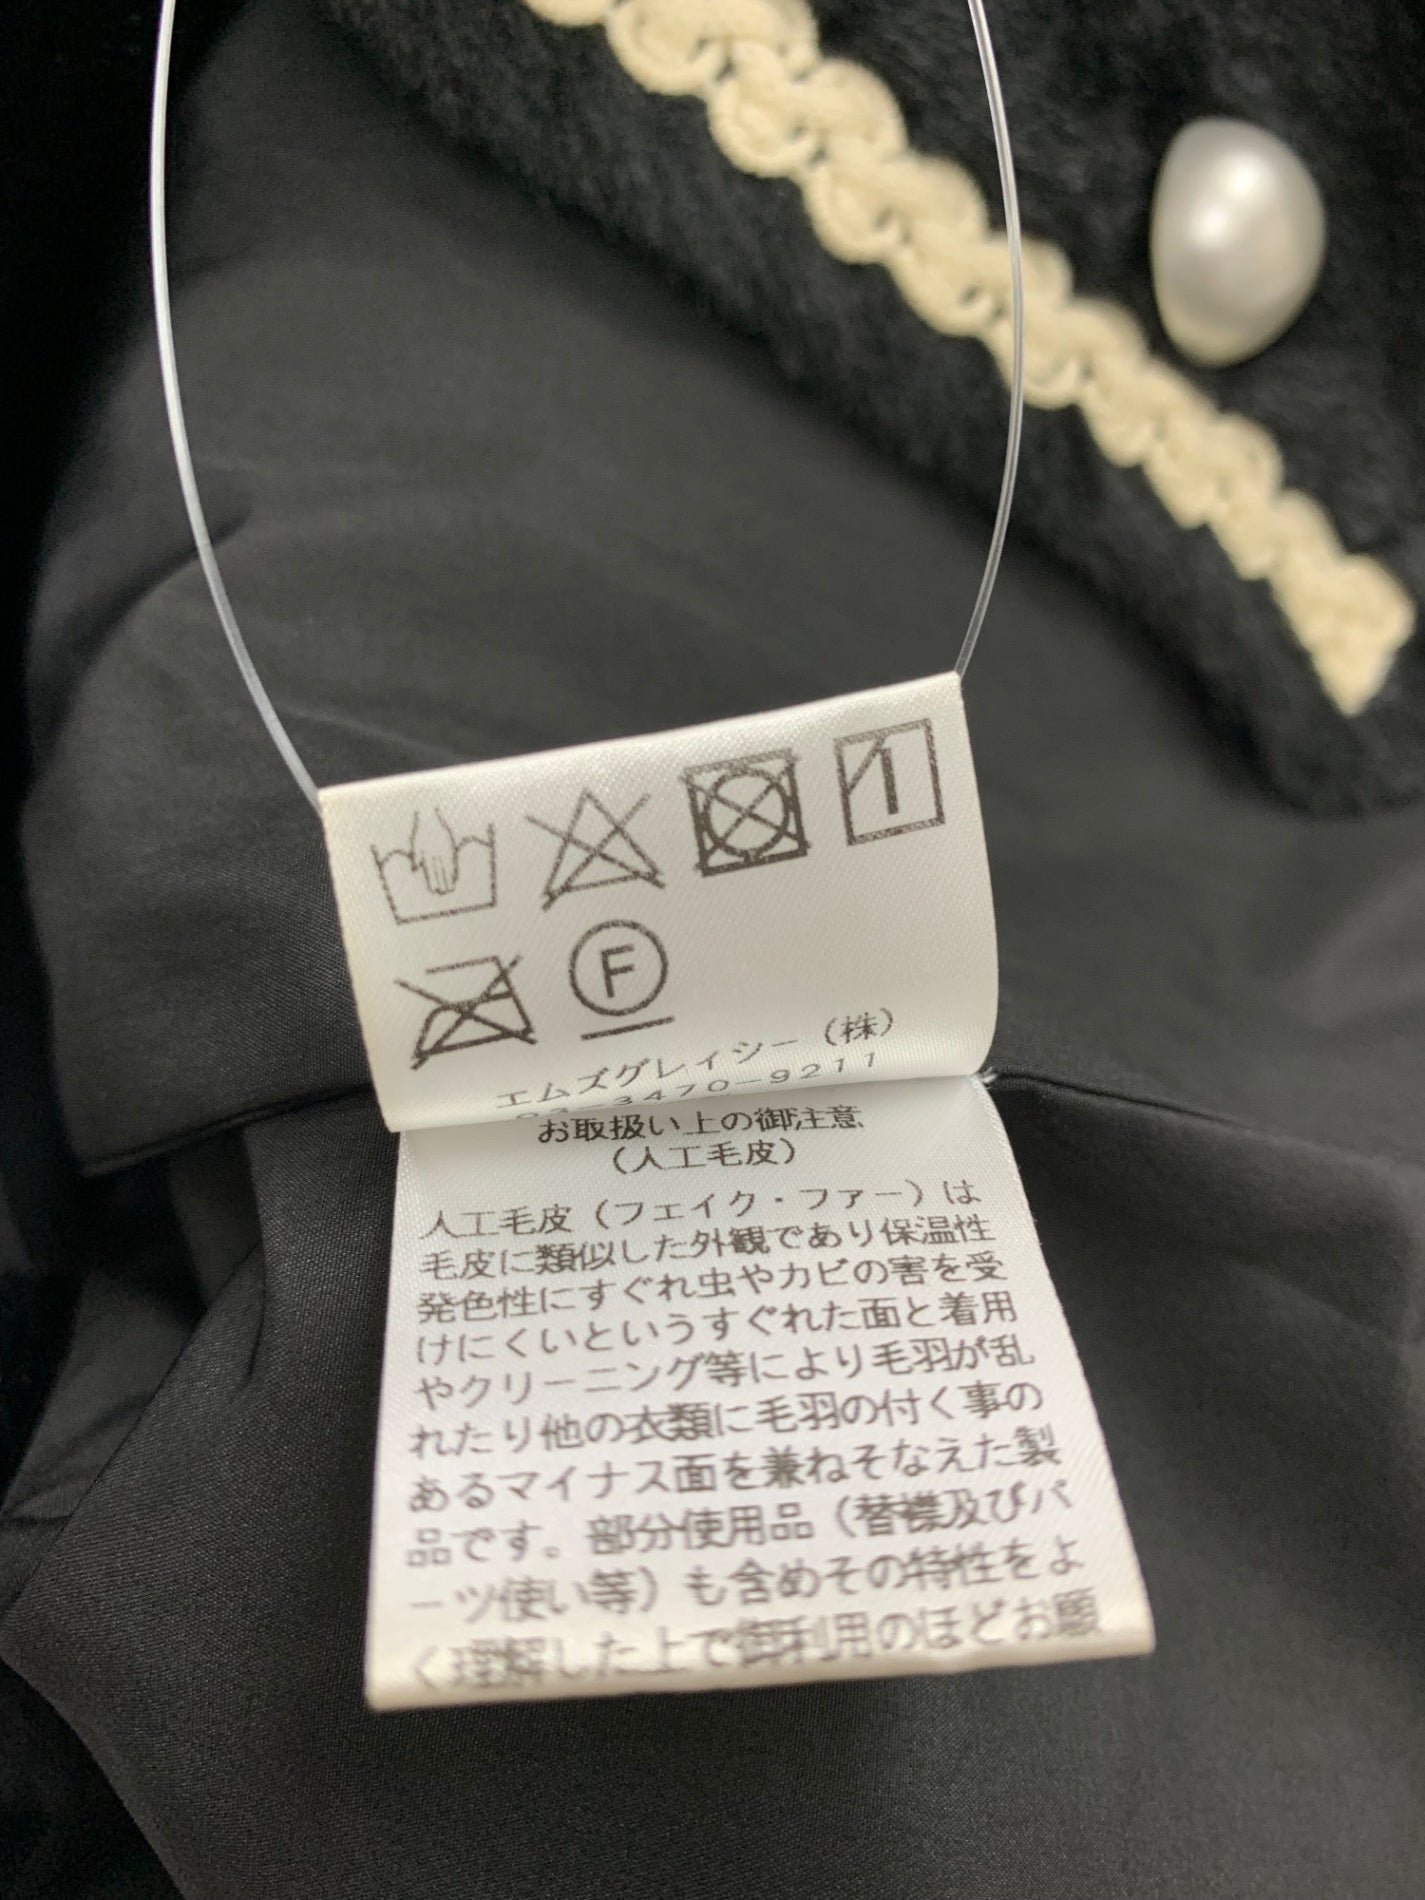 F
エムズグレイシー（株）
03-3470-9211
お取扱い上の御注意
（人工毛皮）
人工毛皮（フェイク・ファー）は
毛皮に類似した外観であり保温性
発色性にすぐれ虫やカビの害を受
けにくいというすぐれた面と着用
やクリーニング等により毛羽が乱
れたり他の衣類に毛羽の付く事の
あるマイナス面を兼ねそなえた製
品です。部分使用品（替襟及びパ
ーツ使い等）も含めその特性をよ
く理解した上で御利用のほどお願